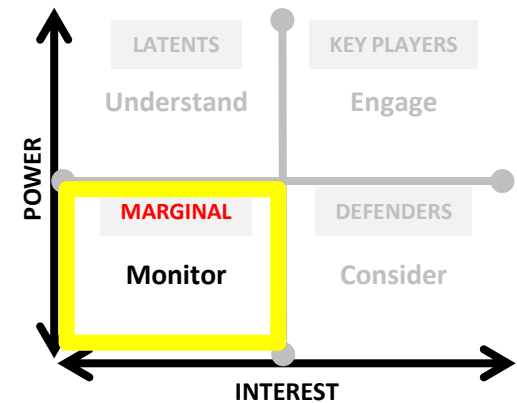 LATENTS
KEY PLAYERS
Understand
Engage
POWER
MARGINAL
DEFENDERS
Monitor
Consider
INTEREST